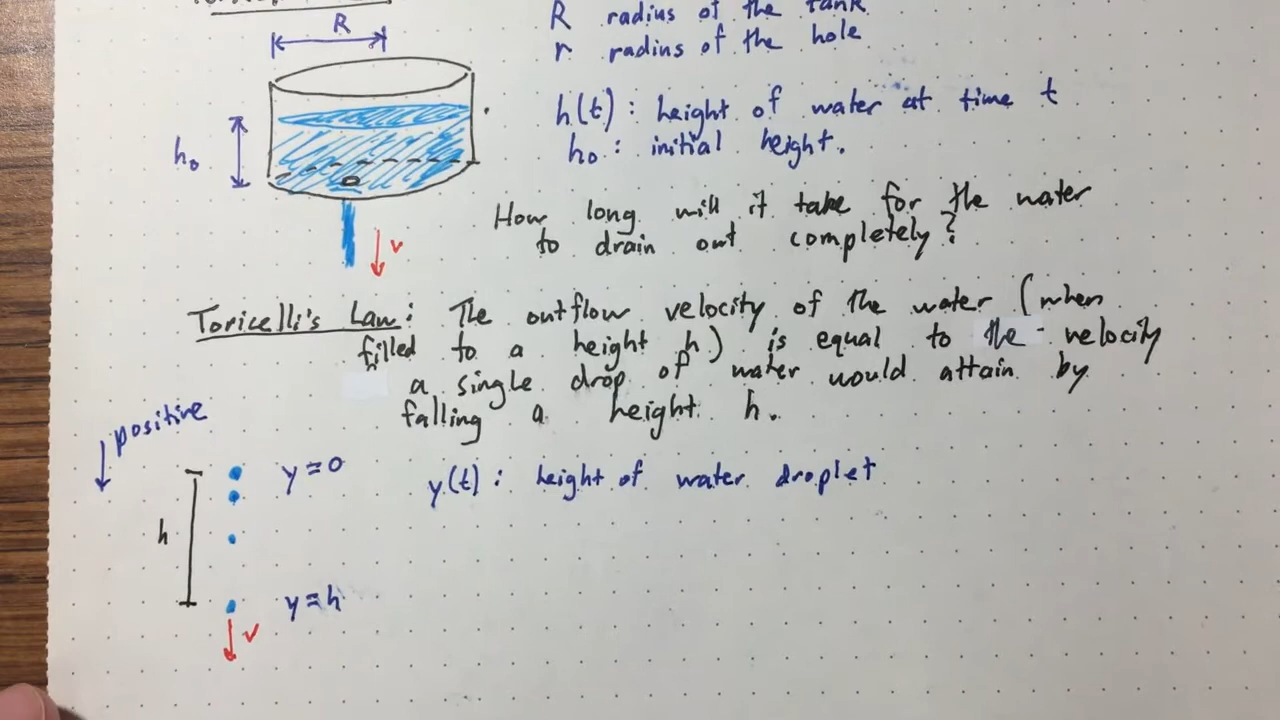 R
R radius of the tank
r radius of the hole
h(t) : height of water at time t
h₀ : initial height.
h₀
How long will it take for the water
to drain out completely?
v
Toricelli's Law: The outflow velocity of the water (when
filled to a height h) is equal to the velocity
a single drop of water would attain by
falling a height h.
positive
y=0
y(t) : height of water droplet
h
y=h
v